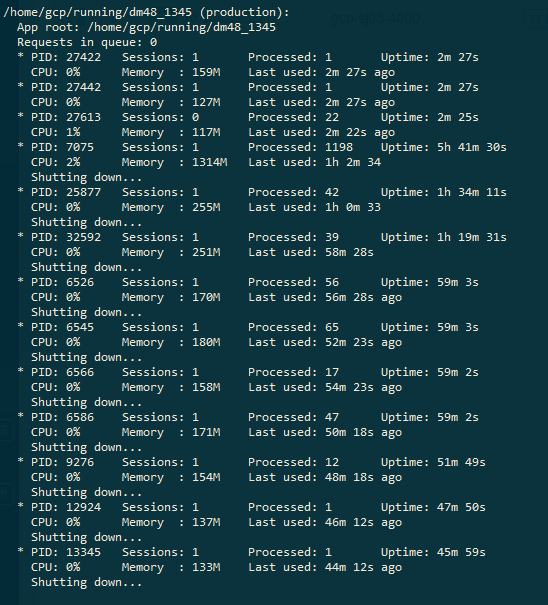 /home/gcp/running/dm48_1345 (production):
App root: /home/gcp/running/dm48_1345
Requests in queue: 0
* PID: 27422 Sessions: 1 Processed: 1 Uptime: 2m 27s
CPU: 0% Memory : 159M Last used: 2m 27s ago
* PID: 27442 Sessions: 1 Processed: 1 Uptime: 2m 27s
CPU: 0% Memory : 127M Last used: 2m 27s ago
* PID: 27613 Sessions: 0 Processed: 22 Uptime: 2m 25s
CPU: 1% Memory : 117M Last used: 2m 22s ago
* PID: 7075 Sessions: 1 Processed: 1198 Uptime: 5h 41m 30s
CPU: 2% Memory : 1314M Last used: 1h 2m 34
Shutting down...
* PID: 25877 Sessions: 1 Processed: 42 Uptime: 1h 34m 11s
CPU: 0% Memory : 255M Last used: 1h 0m 33
Shutting down...
* PID: 32592 Sessions: 1 Processed: 39 Uptime: 1h 19m 31s
CPU: 0% Memory : 251M Last used: 58m 28s
Shutting down...
* PID: 6526 Sessions: 1 Processed: 56 Uptime: 59m 3s
CPU: 0% Memory : 170M Last used: 56m 28s ago
Shutting down...
* PID: 6545 Sessions: 1 Processed: 65 Uptime: 59m 3s
CPU: 0% Memory : 180M Last used: 52m 23s ago
Shutting down...
* PID: 6566 Sessions: 1 Processed: 17 Uptime: 59m 2s
CPU: 0% Memory : 158M Last used: 54m 23s ago
Shutting down...
* PID: 6586 Sessions: 1 Processed: 47 Uptime: 59m 2s
CPU: 0% Memory : 171M Last used: 50m 18s ago
Shutting down...
* PID: 9276 Sessions: 1 Processed: 12 Uptime: 51m 49s
CPU: 0% Memory : 154M Last used: 48m 18s ago
Shutting down...
* PID: 12924 Sessions: 1 Processed: 1 Uptime: 47m 50s
CPU: 0% Memory : 137M Last used: 46m 12s ago
Shutting down...
* PID: 13345 Sessions: 1 Processed: 1 Uptime: 45m 59s
CPU: 0% Memory : 133M Last used: 44m 12s ago
Shutting down...